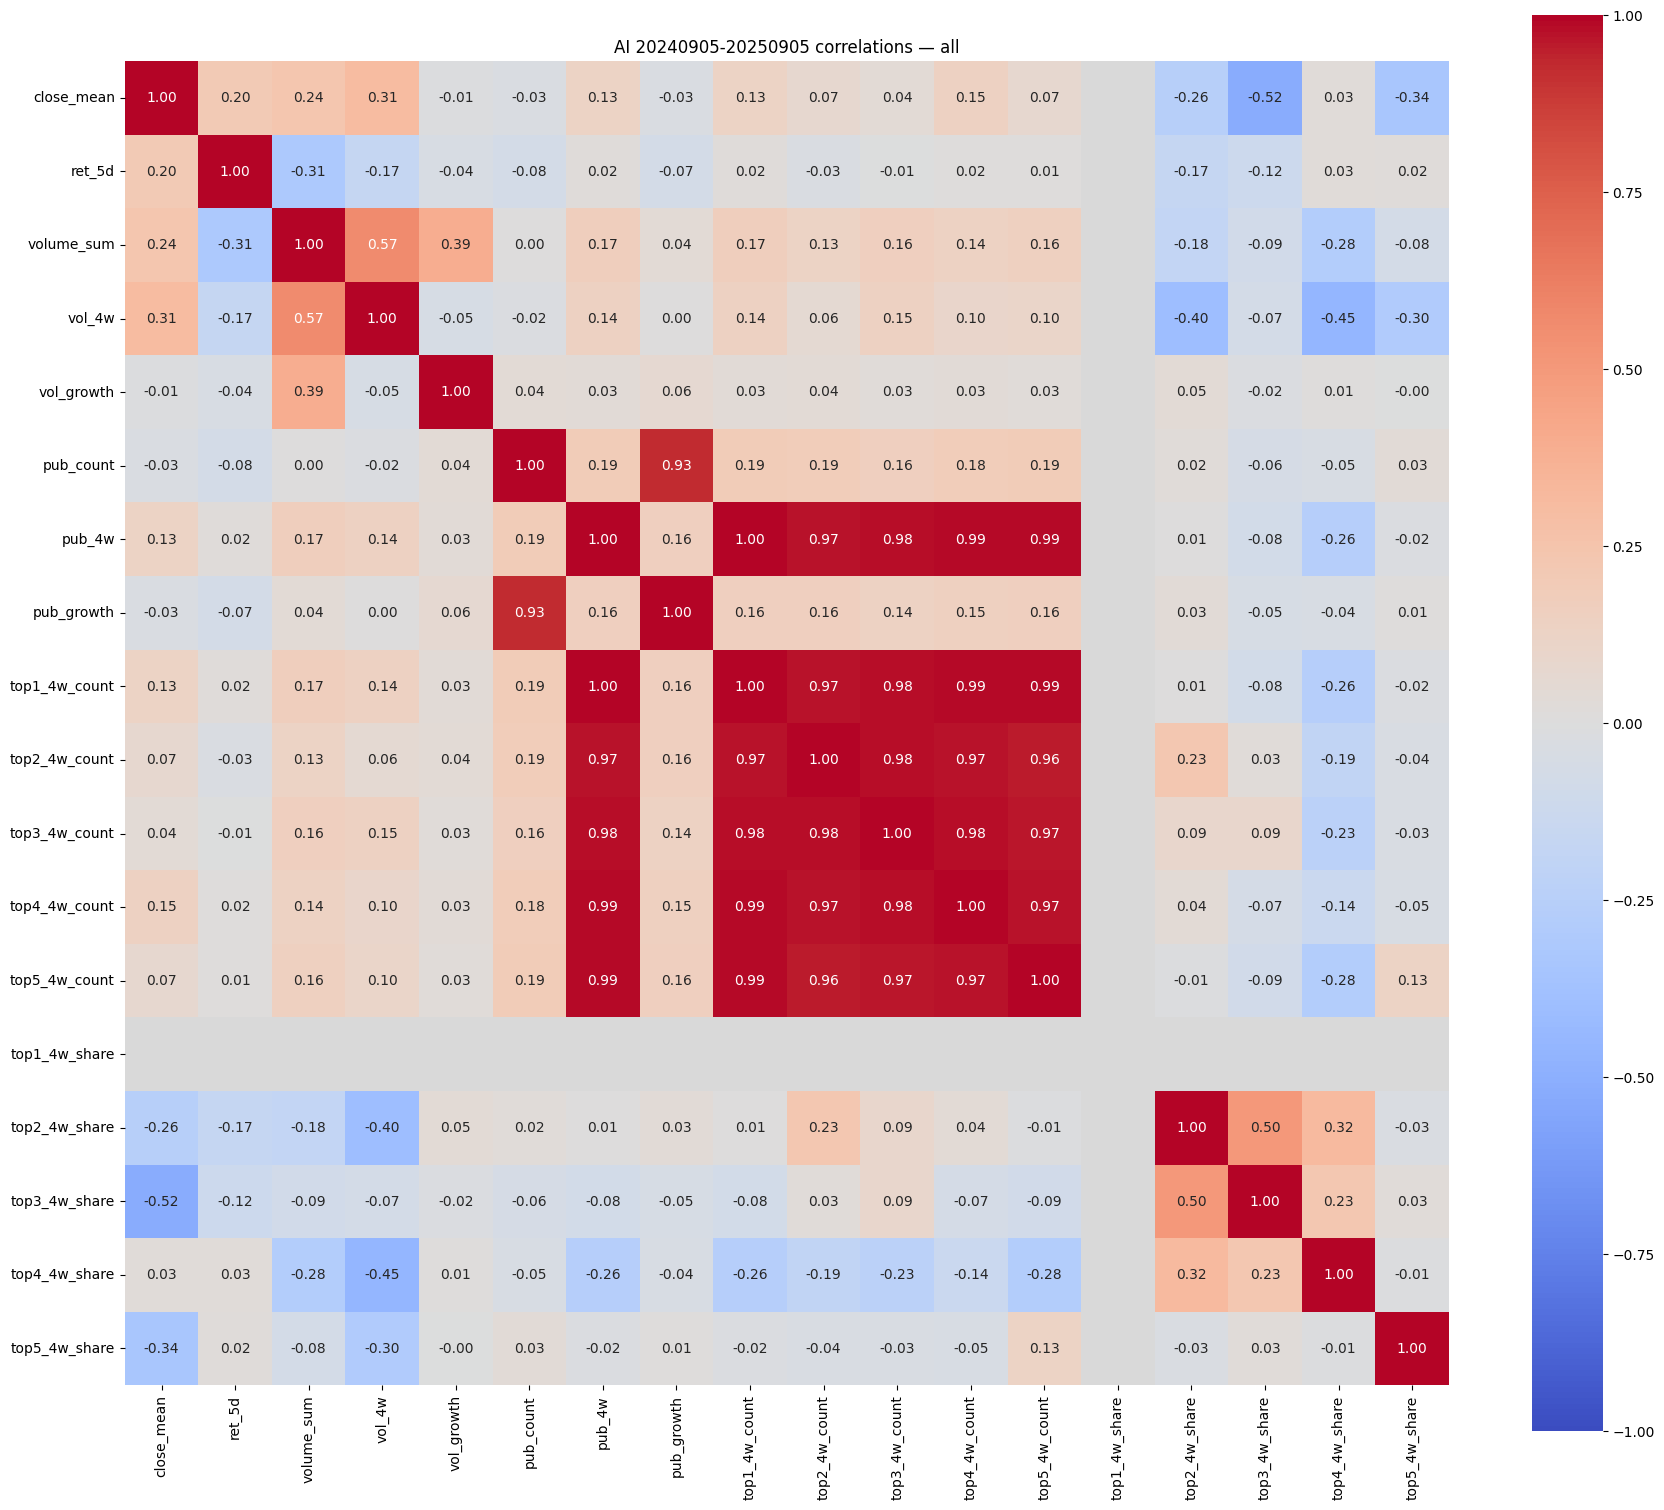 AI 20240905-20250905 correlations — all
close_mean 1.00 0.20 0.24 0.31 -0.01 -0.03 0.13 -0.03 0.13 0.07 0.04 0.15 0.07 -0.26 -0.52 0.03 -0.34
ret_5d 0.20 1.00 -0.31 -0.17 -0.04 -0.08 0.02 -0.07 0.02 -0.03 -0.01 0.02 0.01 -0.17 -0.12 0.03 0.02
volume_sum 0.24 -0.31 1.00 0.57 0.39 0.00 0.17 0.04 0.17 0.13 0.16 0.14 0.16 -0.18 -0.09 -0.28 -0.08
vol_4w 0.31 -0.17 0.57 1.00 -0.05 -0.02 0.14 0.00 0.14 0.06 0.15 0.10 0.10 -0.40 -0.07 -0.45 -0.30
vol_growth -0.01 -0.04 0.39 -0.05 1.00 0.04 0.03 0.06 0.03 0.04 0.03 0.03 0.03 0.05 -0.02 0.01 -0.00
pub_count -0.03 -0.08 0.00 -0.02 0.04 1.00 0.19 0.93 0.19 0.19 0.16 0.18 0.19 0.02 -0.06 -0.05 0.03
pub_4w 0.13 0.02 0.17 0.14 0.03 0.19 1.00 0.16 1.00 0.97 0.98 0.99 0.99 0.01 -0.08 -0.26 -0.02
pub_growth -0.03 -0.07 0.04 0.00 0.06 0.93 0.16 1.00 0.16 0.16 0.14 0.15 0.16 0.03 -0.05 -0.04 0.01
top1_4w_count 0.13 0.02 0.17 0.14 0.03 0.19 1.00 0.16 1.00 0.97 0.98 0.99 0.99 0.01 -0.08 -0.26 -0.02
top2_4w_count 0.07 -0.03 0.13 0.06 0.04 0.19 0.97 0.16 0.97 1.00 0.98 0.97 0.96 0.23 0.03 -0.19 -0.04
top3_4w_count 0.04 -0.01 0.16 0.15 0.03 0.16 0.98 0.14 0.98 0.98 1.00 0.98 0.97 0.09 0.09 -0.23 -0.03
top4_4w_count 0.15 0.02 0.14 0.10 0.03 0.18 0.99 0.15 0.99 0.97 0.98 1.00 0.97 0.04 -0.07 -0.14 -0.05
top5_4w_count 0.07 0.01 0.16 0.10 0.03 0.19 0.99 0.16 0.99 0.96 0.97 0.97 1.00 -0.01 -0.09 -0.28 0.13
top1_4w_share
top2_4w_share -0.26 -0.17 -0.18 -0.40 0.05 0.02 0.01 0.03 0.01 0.23 0.09 0.04 -0.01 1.00 0.50 0.32 -0.03
top3_4w_share -0.52 -0.12 -0.09 -0.07 -0.02 -0.06 -0.08 -0.05 -0.08 0.03 0.09 -0.07 -0.09 0.50 1.00 0.23 0.03
top4_4w_share 0.03 0.03 -0.28 -0.45 0.01 -0.05 -0.26 -0.04 -0.26 -0.19 -0.23 -0.14 -0.28 0.32 0.23 1.00 -0.01
top5_4w_share -0.34 0.02 -0.08 -0.30 -0.00 0.03 -0.02 0.01 -0.02 -0.04 -0.03 -0.05 0.13 -0.03 0.03 -0.01 1.00
close_mean
ret_5d
volume_sum
vol_4w
vol_growth
pub_count
pub_4w
pub_growth
top1_4w_count
top2_4w_count
top3_4w_count
top4_4w_count
top5_4w_count
top1_4w_share
top2_4w_share
top3_4w_share
top4_4w_share
top5_4w_share
1.00
0.75
0.50
0.25
0.00
−0.25
−0.50
−0.75
−1.00